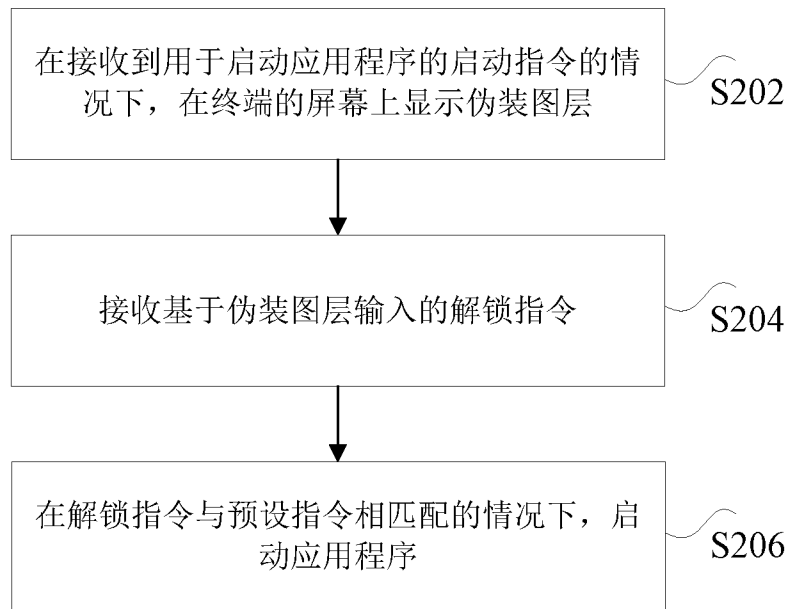 在接收到用于启动应用程序的启动指令的情
况下，在终端的屏幕上显示伪装图层
S202
接收基于伪装图层输入的解锁指令
S204
在解锁指令与预设指令相匹配的情况下，启
动应用程序
S206